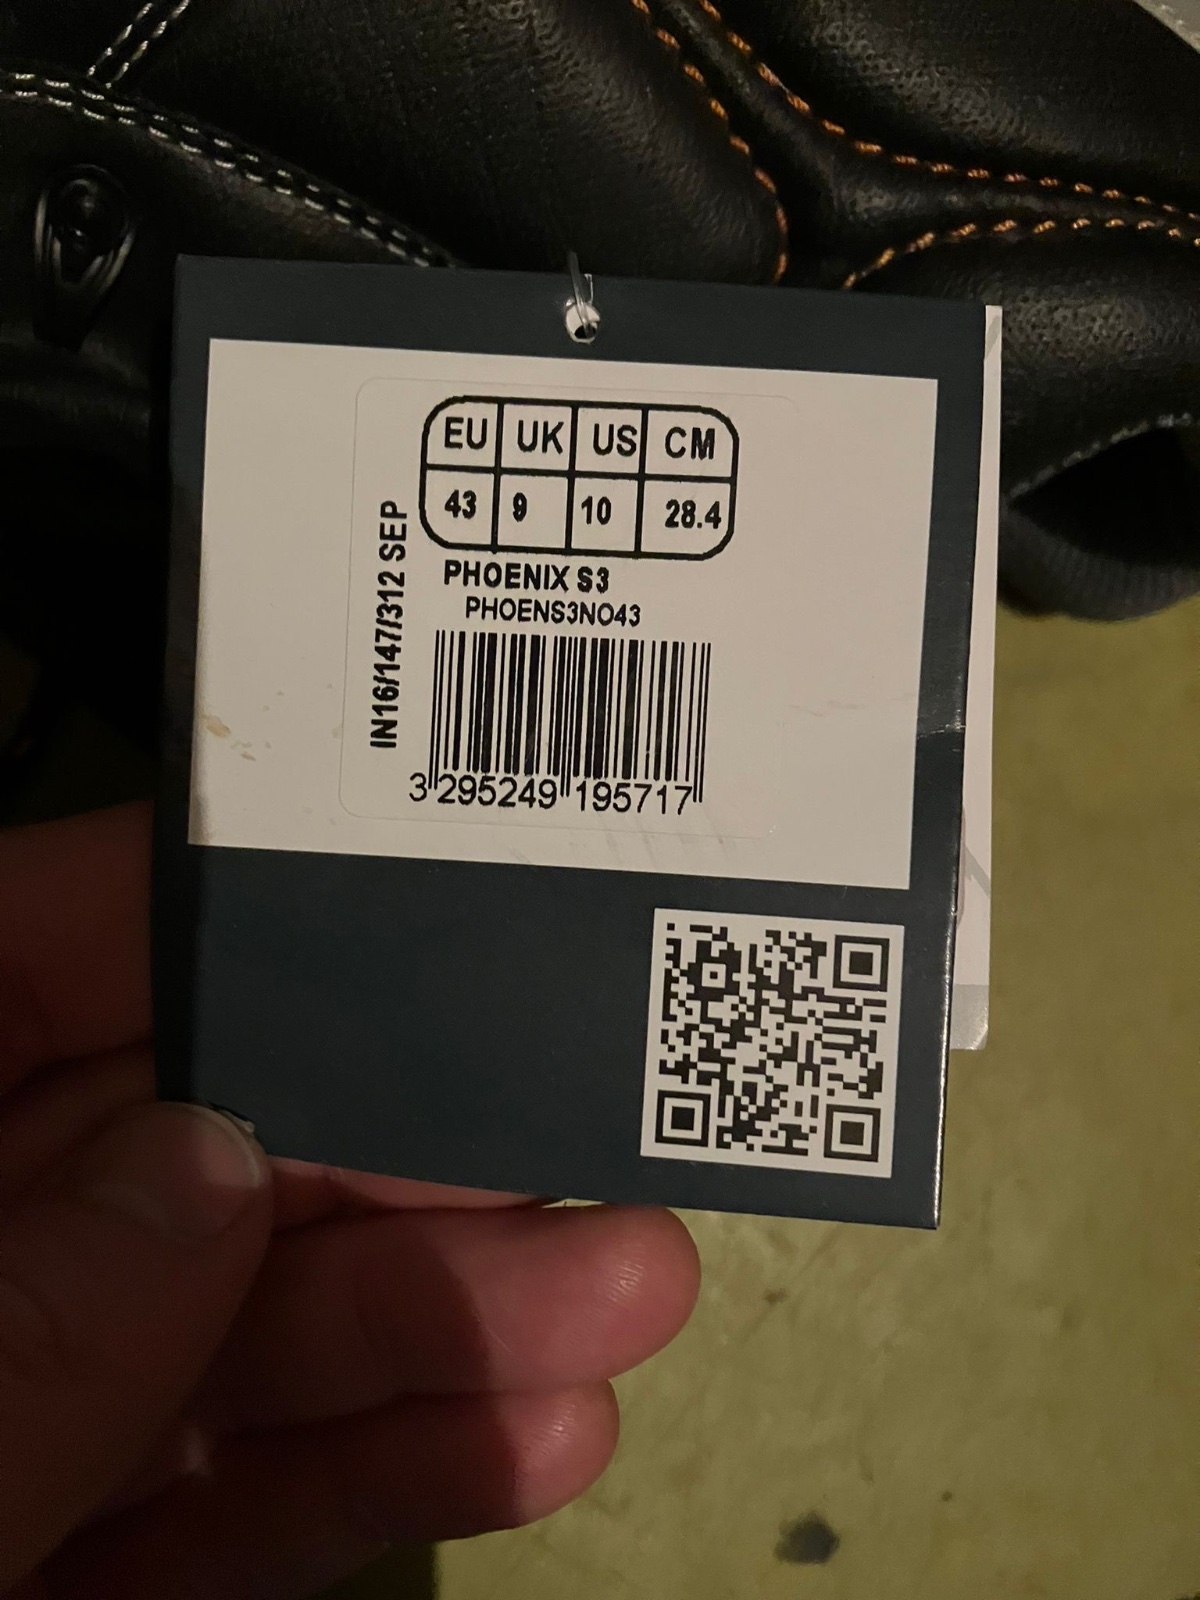 EU UK US CM
43 9 10 28.4
IN16/147/312 SEP
PHOENIX S3
PHOENS3NO43
3 295249 195717